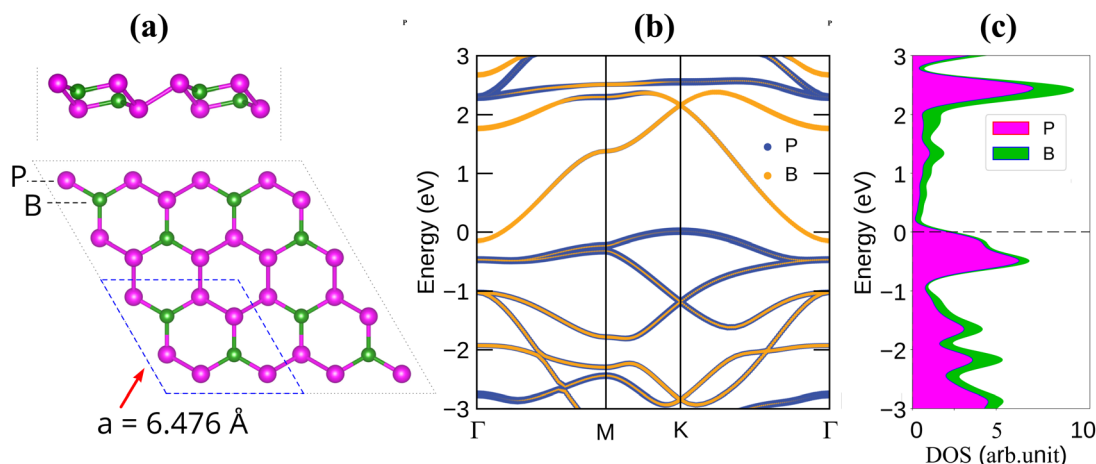 (a)
P
(b)
P
(c)
P
B
a = 6.476 Å
Energy (eV)
3
2
1
0
−1
−2
−3
Γ
M
K
Γ
P
B
Energy (eV)
3
2
1
0
−1
−2
−3
0
5
10
DOS (arb.unit)
P
B